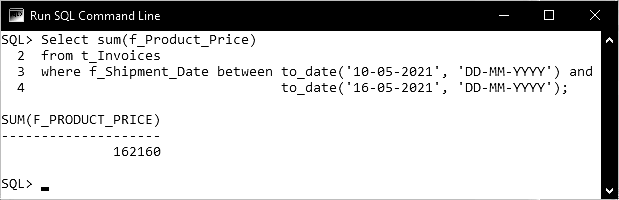 Run SQL Command Line
SQL> Select sum(f_Product_Price)
2 from t_Invoices
3 where f_Shipment_Date between to_date('10-05-2021', 'DD-MM-YYYY') and
4 to_date('16-05-2021', 'DD-MM-YYYY');
SUM(F_PRODUCT_PRICE)
--------------------
162160
SQL>